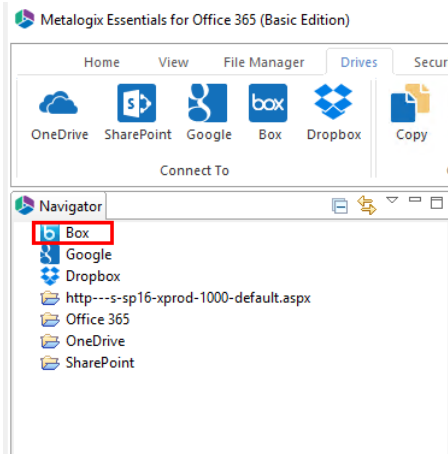 Metalogix Essentials for Office 365 (Basic Edition)
Home View File Manager Drives Secur
box
OneDrive SharePoint Google Box Dropbox Copy
Connect To
Navigator
Box
Google
Dropbox
http---s-sp16-xprod-1000-default.aspx
Office 365
OneDrive
SharePoint